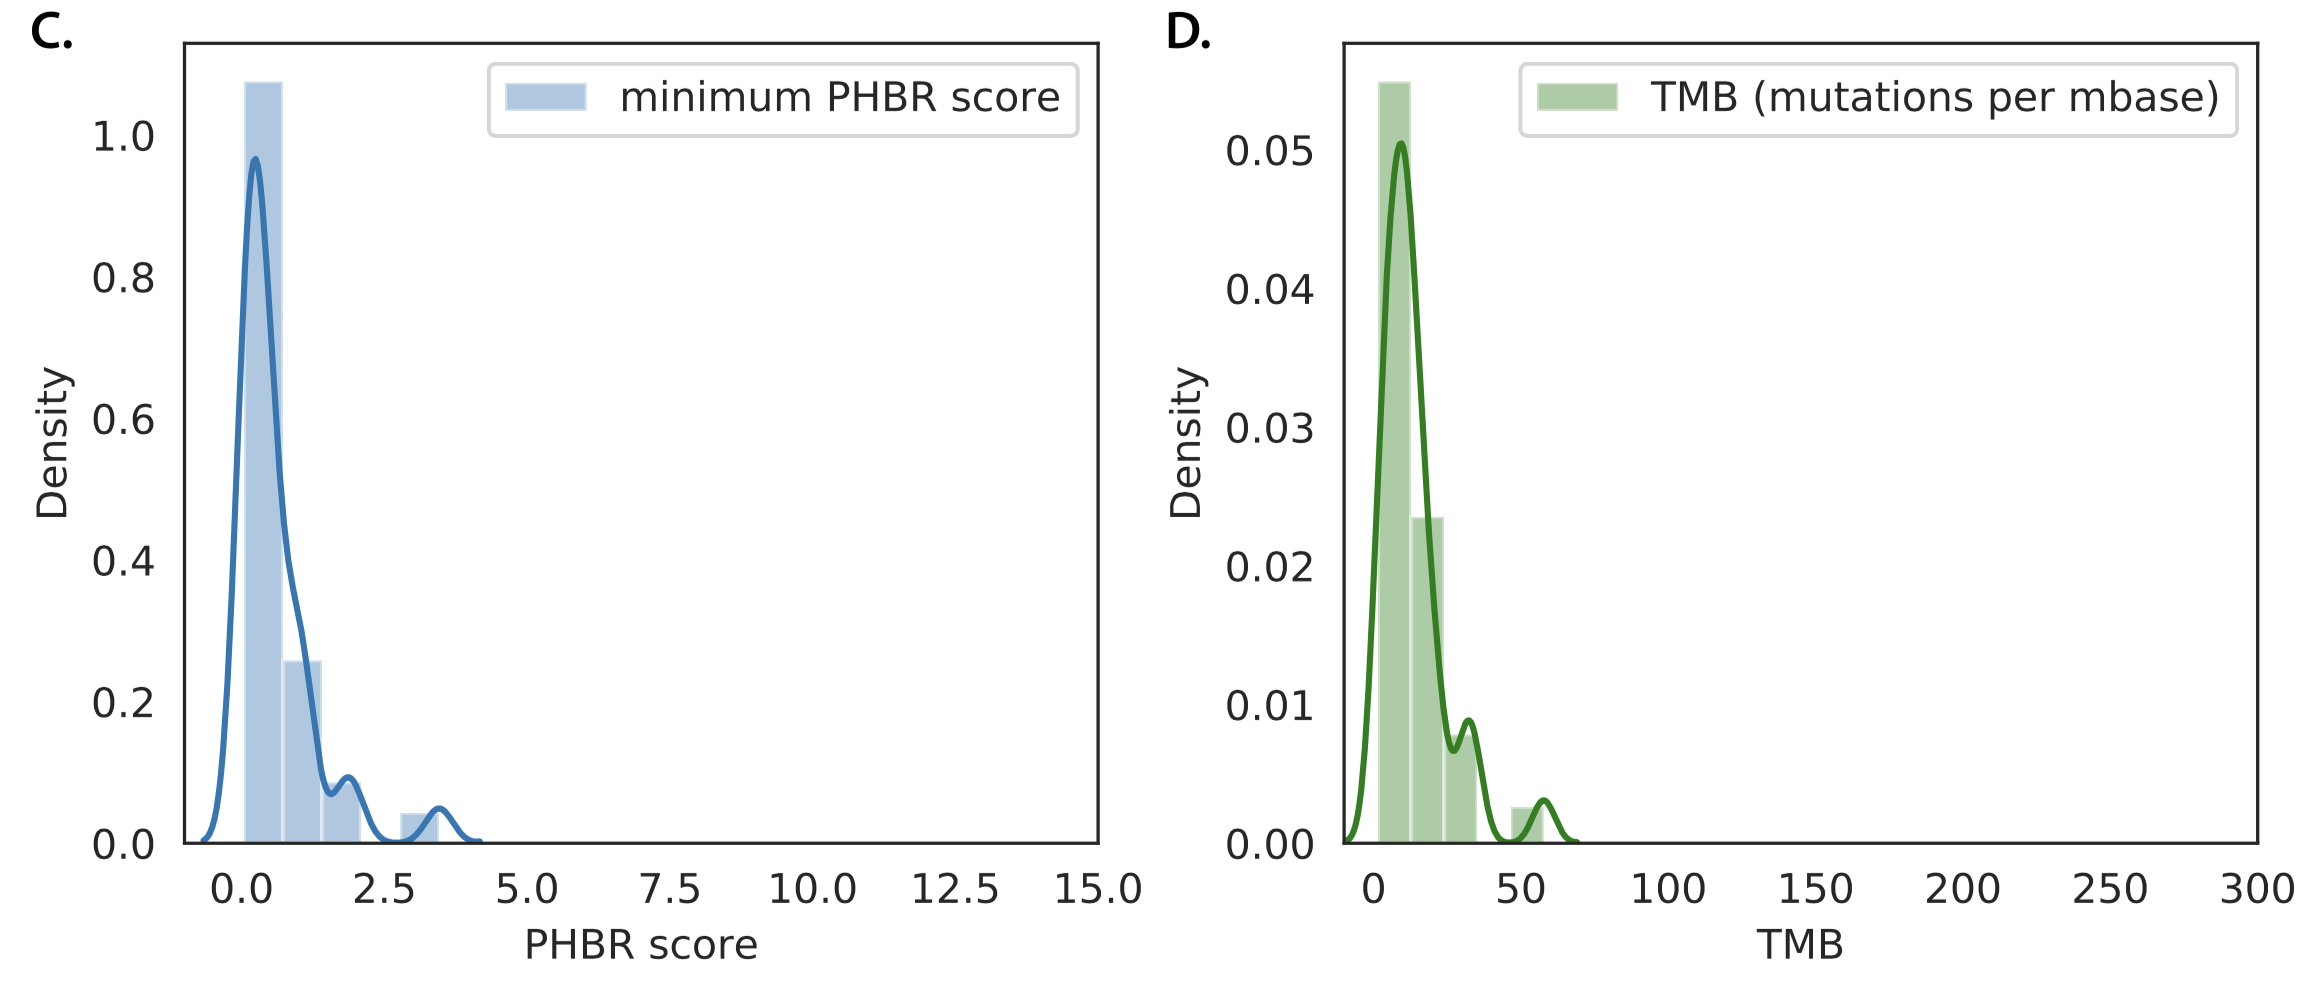 C.
minimum PHBR score
1.0
0.8
0.6
0.4
0.2
0.0
Density
0.0 2.5 5.0 7.5 10.0 12.5 15.0
PHBR score
D.
TMB (mutations per mbase)
0.05
0.04
0.03
0.02
0.01
0.00
Density
0 50 100 150 200 250 300
TMB